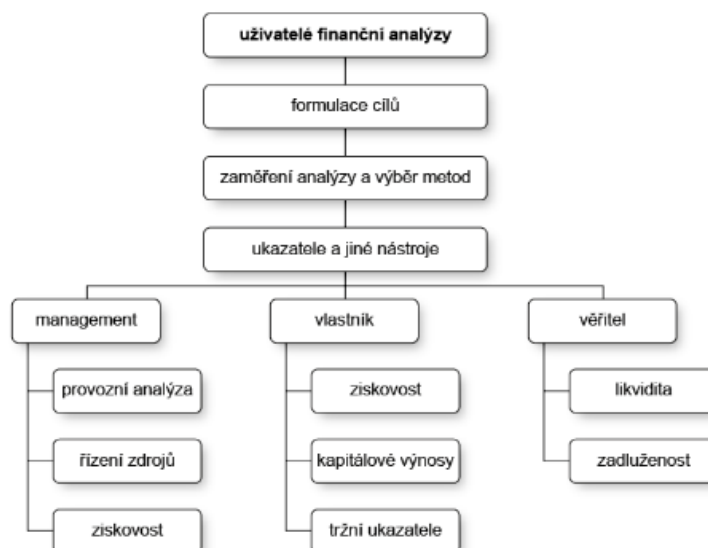 uživatelé finanční analýzy
formulace cílů
zaměření analýzy a výběr metod
ukazatele a jiné nástroje
management
vlastník
věřitel
provozní analýza
ziskovost
likvidita
řízení zdrojů
kapitálové výnosy
zadluženost
ziskovost
tržní ukazatele